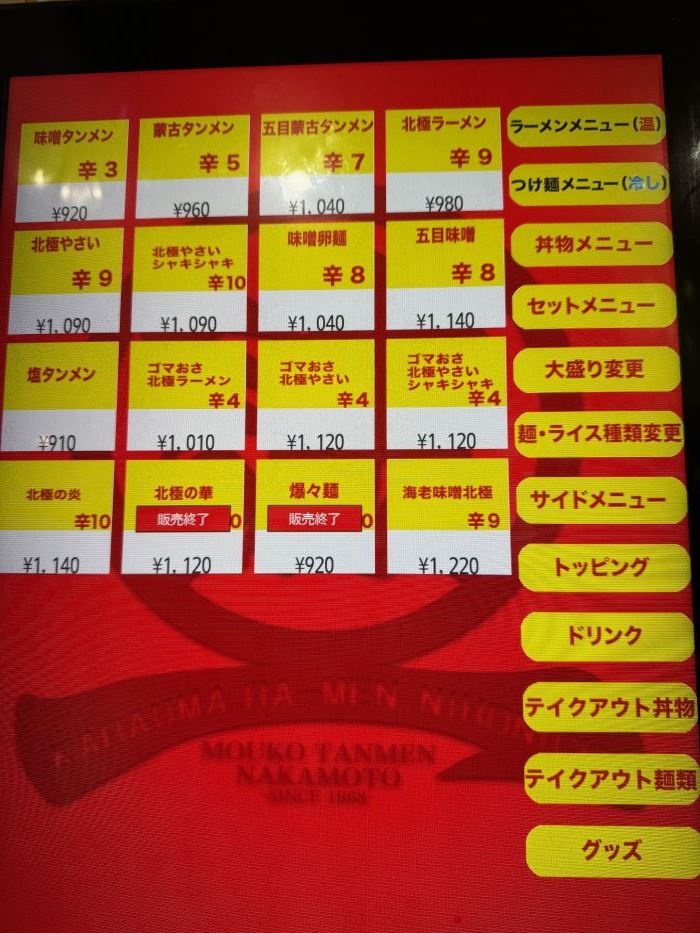 味噌タンメン
辛3
¥920
蒙古タンメン
辛5
¥960
五目蒙古タンメン
辛7
¥1,040
北極ラーメン
辛9
¥980
北極やさい
辛9
¥1,090
北極やさい
シャキシャキ
辛10
¥1,090
味噌卵麺
辛8
¥1,040
五目味噌
辛8
¥1,140
塩タンメン
¥910
ゴマおさ
北極ラーメン
辛4
¥1,010
ゴマおさ
北極やさい
辛4
¥1,120
ゴマおさ
北極やさい
シャキシャキ
辛4
¥1,120
北極の炎
辛10
¥1,140
北極の華
販売終了
0
¥1,120
爆々麺
販売終了
0
¥920
海老味噌北極
辛9
¥1,220
ラーメンメニュー(温)
つけ麺メニュー(冷し)
丼物メニュー
セットメニュー
大盛り変更
麺・ライス種類変更
サイドメニュー
トッピング
ドリンク
テイクアウト丼物
テイクアウト麺類
グッズ
MOUKO TANMEN
NAKAMOTO
SINCE 1968